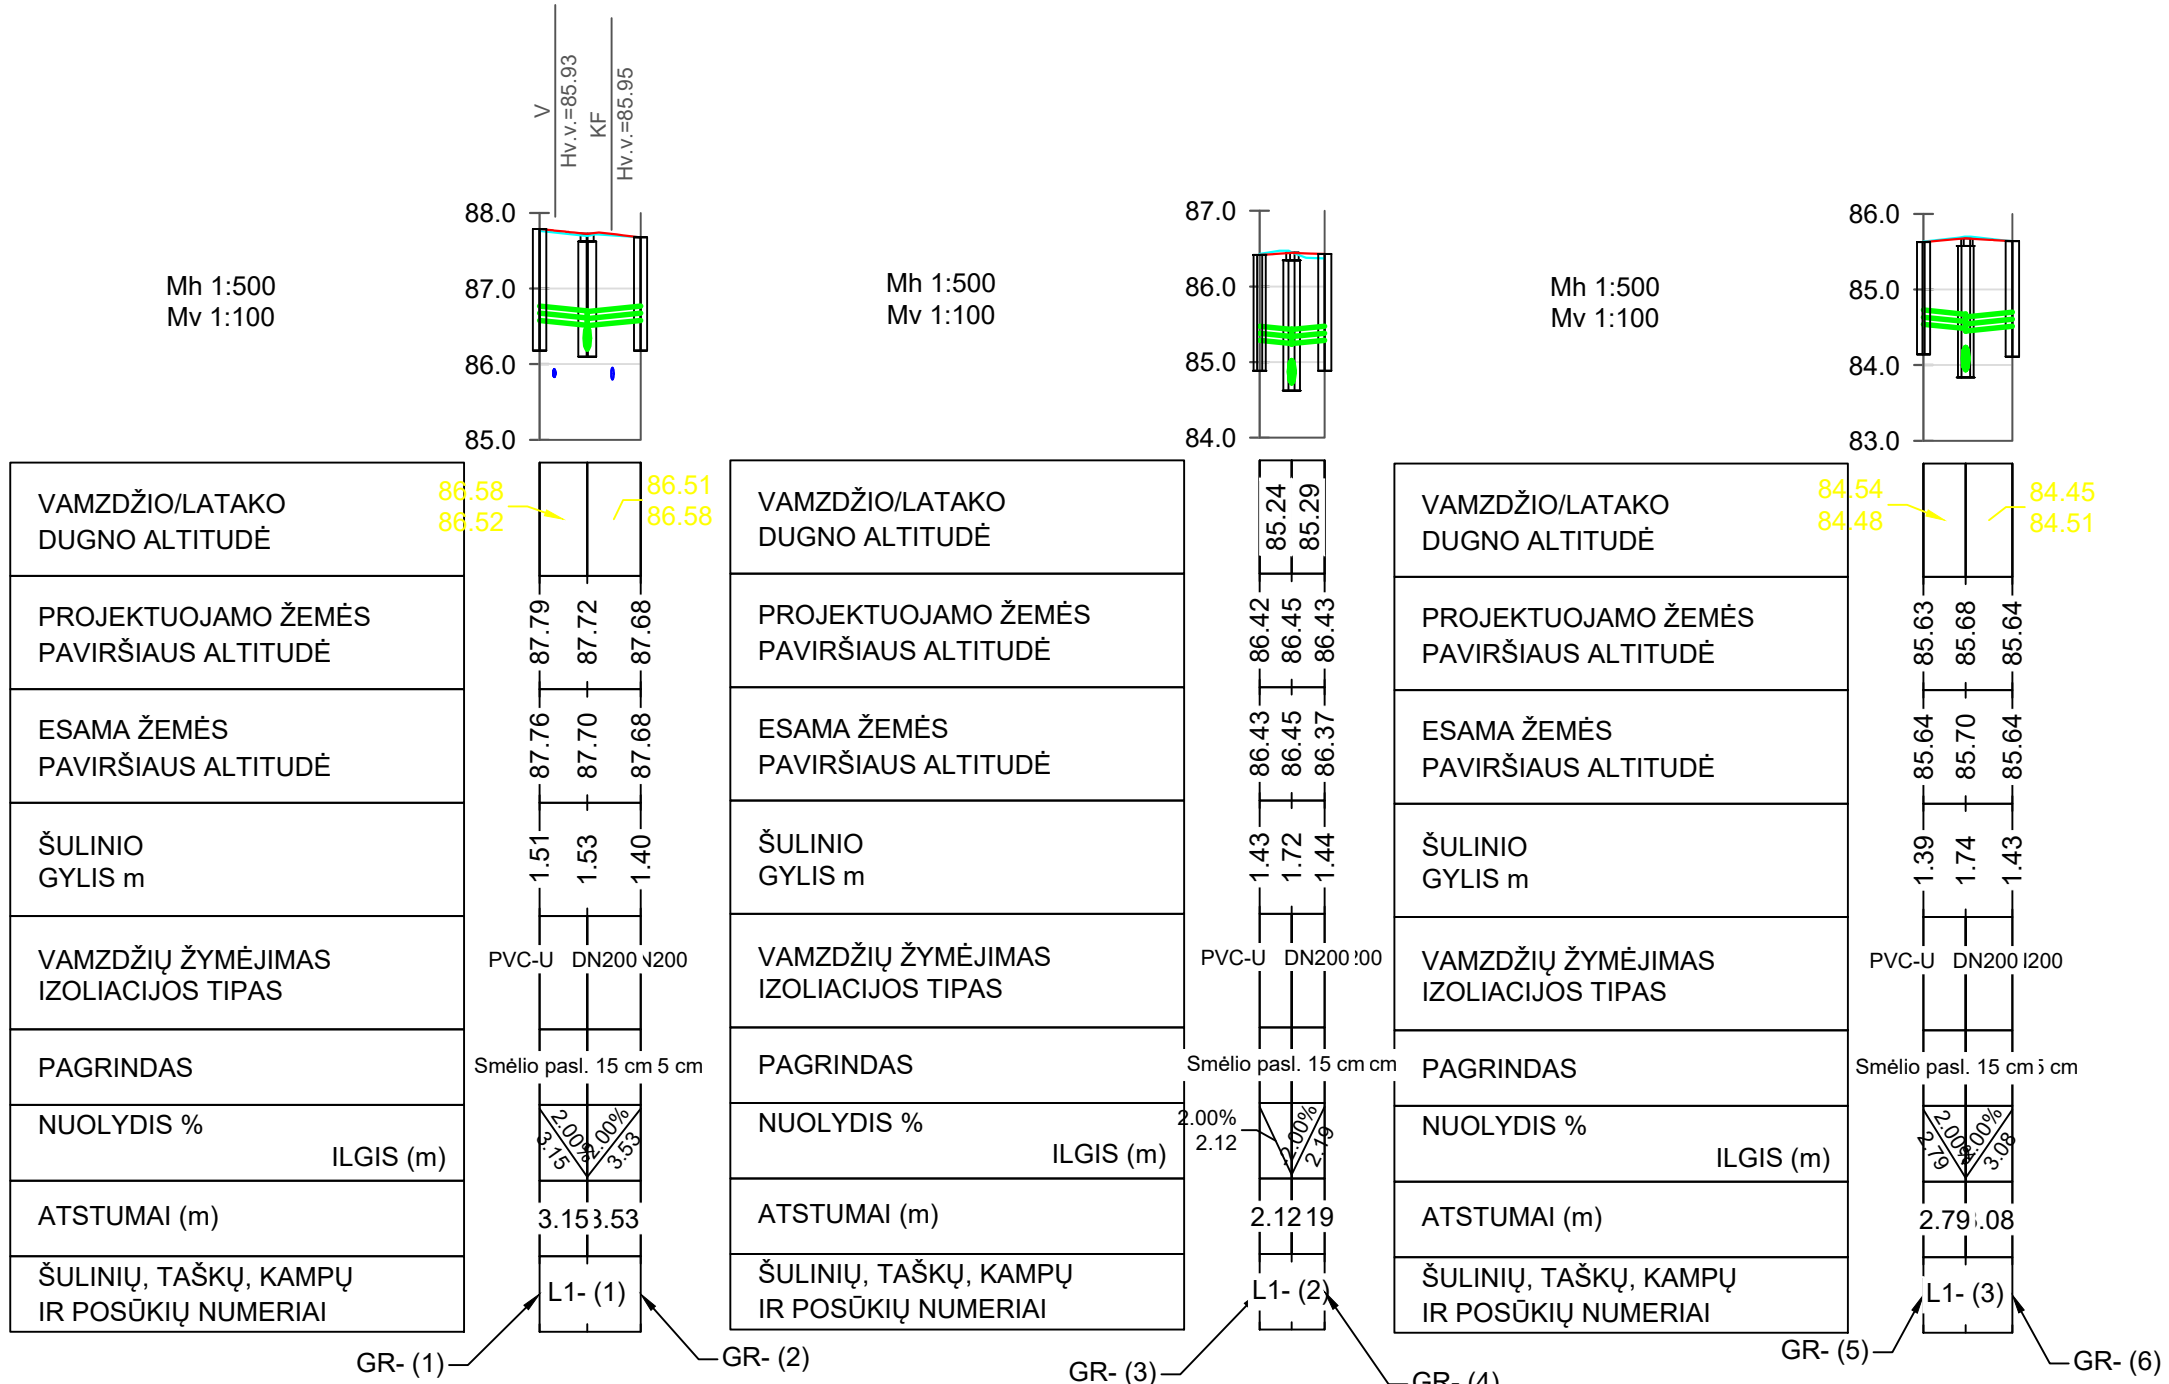 V
Hv.v.=85.93
KF
Hv.v.=85.95
Mh 1:500
Mv 1:100
88.0
87.0
86.0
85.0
VAMZDŽIO/LATAKO
DUGNO ALTITUDĖ
86.58
86.52
86.51
86.58
PROJEKTUOJAMO ŽEMĖS
PAVIRŠIAUS ALTITUDĖ
87.79
87.72
87.68
ESAMA ŽEMĖS
PAVIRŠIAUS ALTITUDĖ
87.76
87.70
87.68
ŠULINIO
GYLIS m
1.51
1.53
1.40
VAMZDŽIŲ ŽYMĖJIMAS
IZOLIACIJOS TIPAS
PVC-U DN200 N200
PAGRINDAS
Smėlio pasl. 15 cm 5 cm
NUOLYDIS %
ILGIS (m)
2.00%
3.15
2.00%
3.53
ATSTUMAI (m)
3.15 3.53
ŠULINIŲ, TAŠKŲ, KAMPŲ
IR POSŪKIŲ NUMERIAI
L1- (1)
GR- (1)
GR- (2)
Mh 1:500
Mv 1:100
87.0
86.0
85.0
84.0
VAMZDŽIO/LATAKO
DUGNO ALTITUDĖ
85.24
85.29
PROJEKTUOJAMO ŽEMĖS
PAVIRŠIAUS ALTITUDĖ
86.42
86.45
86.43
ESAMA ŽEMĖS
PAVIRŠIAUS ALTITUDĖ
86.43
86.45
86.37
ŠULINIO
GYLIS m
1.43
1.72
1.44
VAMZDŽIŲ ŽYMĖJIMAS
IZOLIACIJOS TIPAS
PVC-U DN200 200
PAGRINDAS
Smėlio pasl. 15 cm cm
NUOLYDIS %
ILGIS (m)
2.00%
2.12
2.00%
2.19
ATSTUMAI (m)
2.12 19
ŠULINIŲ, TAŠKŲ, KAMPŲ
IR POSŪKIŲ NUMERIAI
L1- (2)
GR- (3)
GR- (4)
Mh 1:500
Mv 1:100
86.0
85.0
84.0
83.0
VAMZDŽIO/LATAKO
DUGNO ALTITUDĖ
84.54
84.48
84.45
84.51
PROJEKTUOJAMO ŽEMĖS
PAVIRŠIAUS ALTITUDĖ
85.63
85.68
85.64
ESAMA ŽEMĖS
PAVIRŠIAUS ALTITUDĖ
85.64
85.70
85.64
ŠULINIO
GYLIS m
1.39
1.74
1.43
VAMZDŽIŲ ŽYMĖJIMAS
IZOLIACIJOS TIPAS
PVC-U DN200 200
PAGRINDAS
Smėlio pasl. 15 cm 5 cm
NUOLYDIS %
ILGIS (m)
2.00%
2.79
2.00%
3.08
ATSTUMAI (m)
2.79 .08
ŠULINIŲ, TAŠKŲ, KAMPŲ
IR POSŪKIŲ NUMERIAI
L1- (3)
GR- (5)
GR- (6)